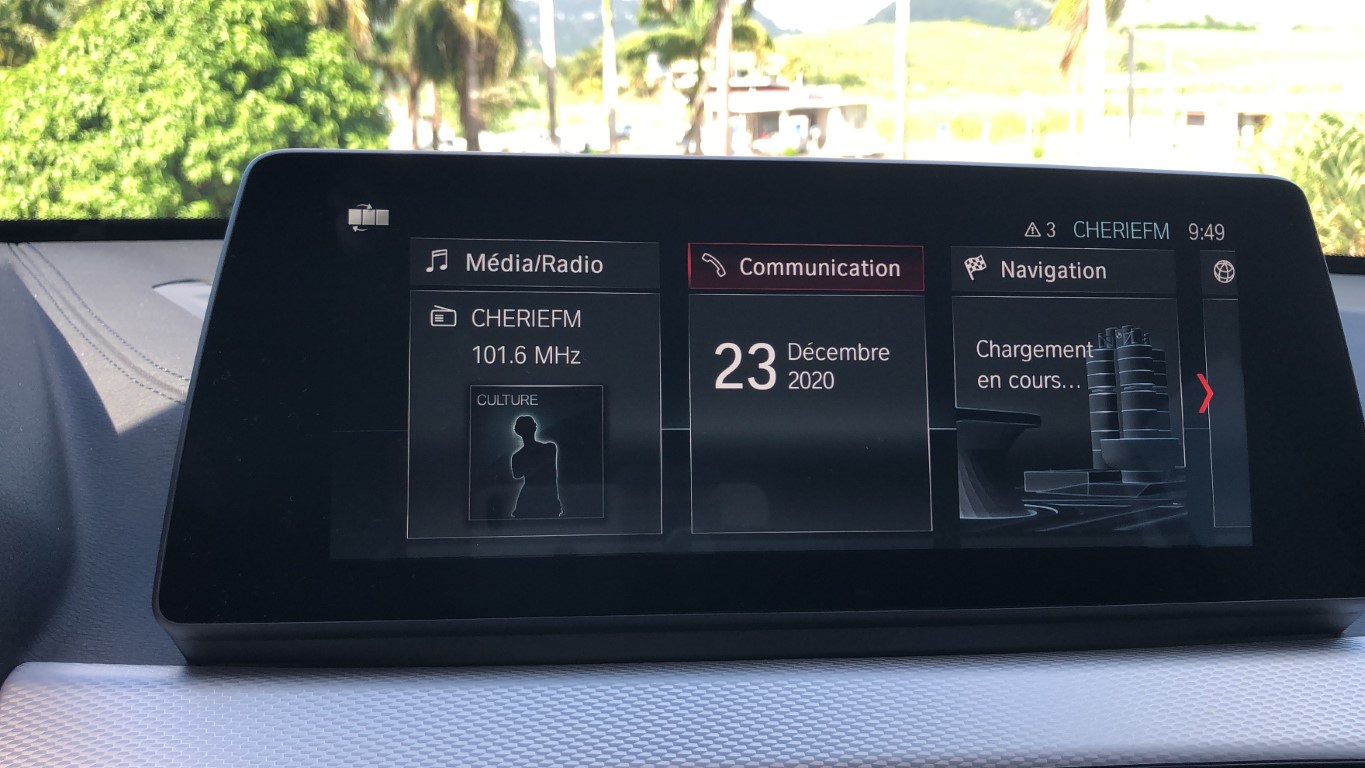 3 CHERIEFM 9:49
Média/Radio
Communication
Navigation
CHERIEFM
101.6 MHz
CULTURE
23 Décembre
2020
Chargement
en cours...